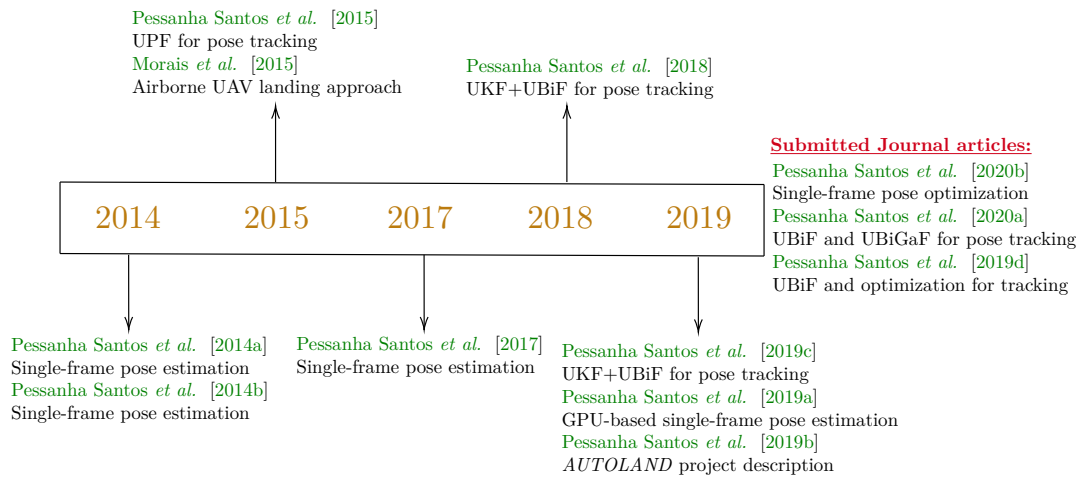 Pessanha Santos et al. [2015]
UPF for pose tracking
Morais et al. [2015]
Airborne UAV landing approach
Pessanha Santos et al. [2018]
UKF+UBiF for pose tracking
Submitted Journal articles:
Pessanha Santos et al. [2020b]
Single-frame pose optimization
Pessanha Santos et al. [2020a]
UBiF and UBiGaF for pose tracking
Pessanha Santos et al. [2019d]
UBiF and optimization for tracking
2014 2015 2017 2018 2019
Pessanha Santos et al. [2014a]
Single-frame pose estimation
Pessanha Santos et al. [2014b]
Single-frame pose estimation
Pessanha Santos et al. [2017]
Single-frame pose estimation
Pessanha Santos et al. [2019c]
UKF+UBiF for pose tracking
Pessanha Santos et al. [2019a]
GPU-based single-frame pose estimation
Pessanha Santos et al. [2019b]
AUTOLAND project description